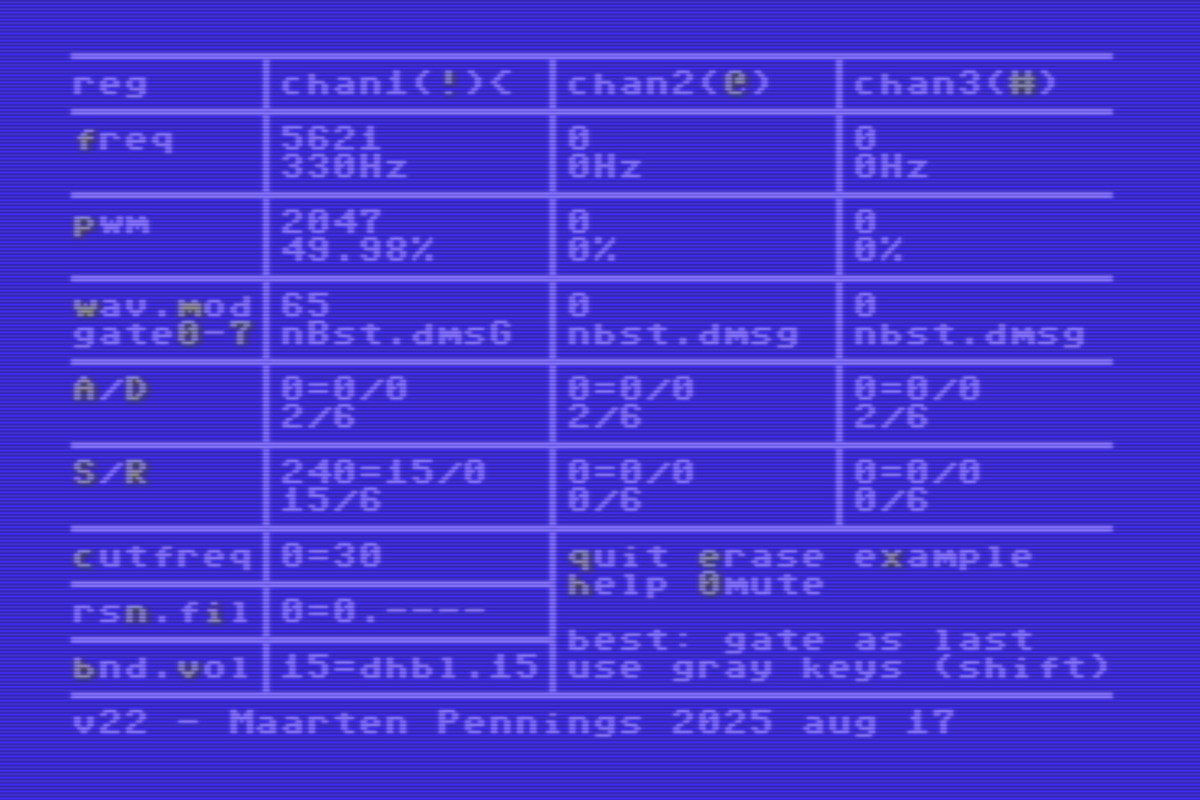 reg chan1(!)< chan2(@) chan3(#)
freq 5621 0 0
330Hz 0Hz 0Hz
pwm 2047 0 0
49.98% 0% 0%
wav.mod 65 0 0
gate0-7 nBst.dmsG nbst.dmsg nbst.dmsg
A/D 0=0/0 0=0/0 0=0/0
2/6 2/6 2/6
S/R 240=15/0 0=0/0 0=0/0
15/6 0/6 0/6
cutfreq 0=30 quit erase example
help 0mute
rsn.fil 0=0.----
best: gate as last
bnd.vol 15=dhbl.15 use gray keys (shift)
v22 - Maarten Pennings 2025 aug 17